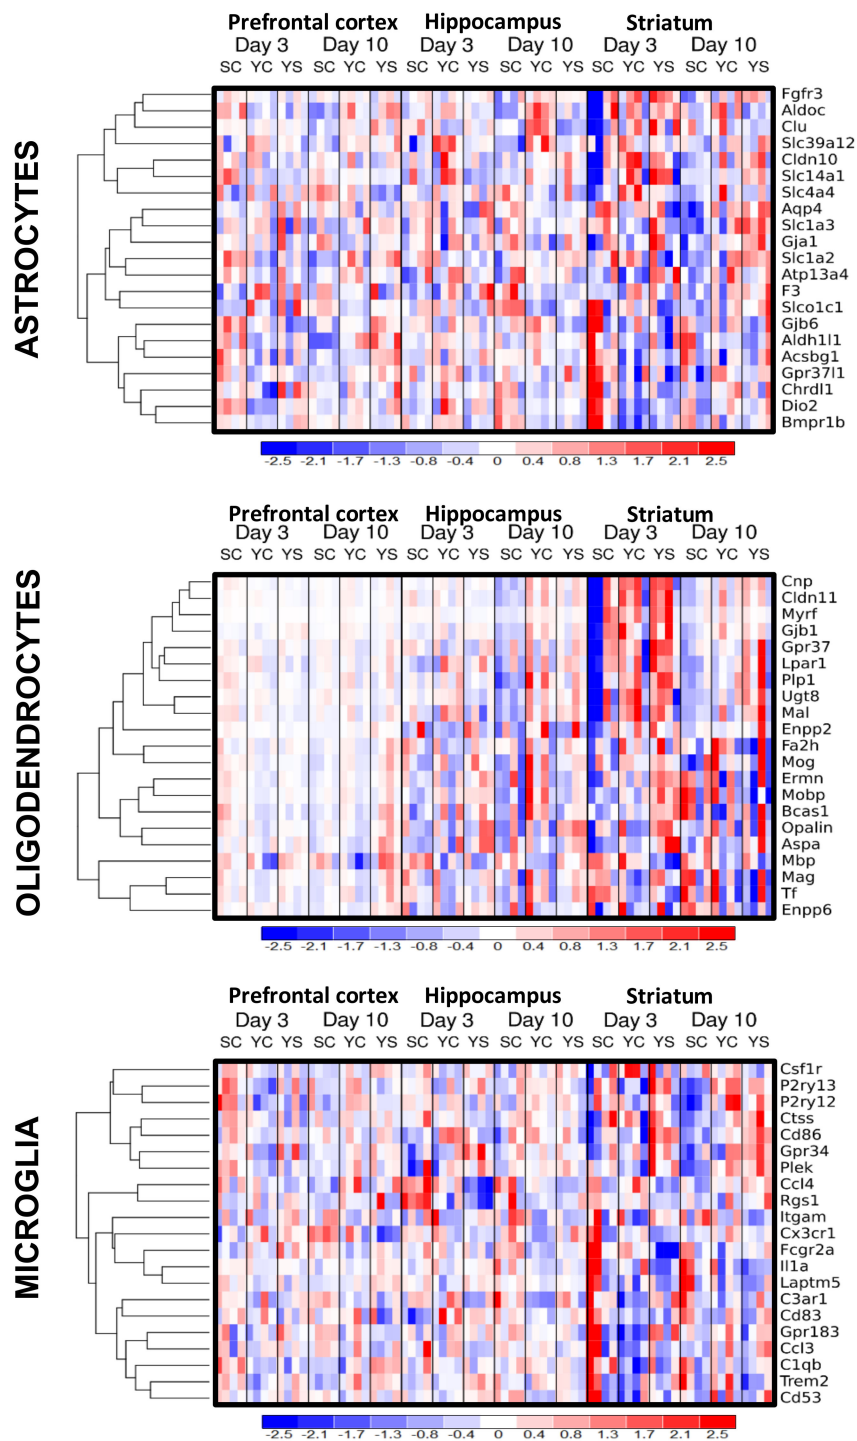 Prefrontal cortex Hippocampus Striatum
Day 3 Day 10 Day 3 Day 10 Day 3 Day 10
SC YC YS SC YC YS SC YC YS SC YC YS SC YC YS SC YC YS
ASTROCYTES
Fgfr3
Aldoc
Clu
Slc39a12
Cldn10
Slc14a1
Slc4a4
Aqp4
Slc1a3
Gja1
Slc1a2
Atp13a4
F3
Slco1c1
Gjb6
Aldh1l1
Acsbg1
Gpr37l1
Chrdl1
Dio2
Bmpr1b
-2.5 -2.1 -1.7 -1.3 -0.8 -0.4 0 0.4 0.8 1.3 1.7 2.1 2.5
Prefrontal cortex Hippocampus Striatum
Day 3 Day 10 Day 3 Day 10 Day 3 Day 10
SC YC YS SC YC YS SC YC YS SC YC YS SC YC YS SC YC YS
OLIGODENDROCYTES
Cnp
Cldn11
Myrf
Gjb1
Gpr37
Lpar1
Plp1
Ugt8
Mal
Enpp2
Fa2h
Mog
Ermn
Mobp
Bcas1
Opalin
Aspa
Mbp
Mag
Tf
Enpp6
-2.5 -2.1 -1.7 -1.3 -0.8 -0.4 0 0.4 0.8 1.3 1.7 2.1 2.5
Prefrontal cortex Hippocampus Striatum
Day 3 Day 10 Day 3 Day 10 Day 3 Day 10
SC YC YS SC YC YS SC YC YS SC YC YS SC YC YS SC YC YS
MICROGLIA
Csf1r
P2ry13
P2ry12
Ctss
Cd86
Gpr34
Plek
Ccl4
Rgs1
Itgam
Cx3cr1
Fcgr2a
Il1a
Laptm5
C3ar1
Cd83
Gpr183
Ccl3
C1qb
Trem2
Cd53
-2.5 -2.1 -1.7 -1.3 -0.8 -0.4 0 0.4 0.8 1.3 1.7 2.1 2.5